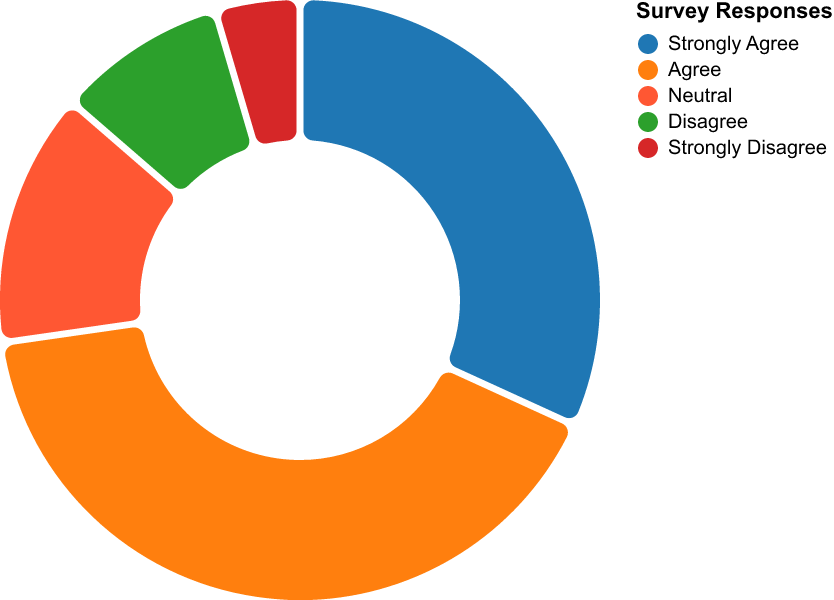 Survey Responses
Strongly Agree
Agree
Neutral
Disagree
Strongly Disagree